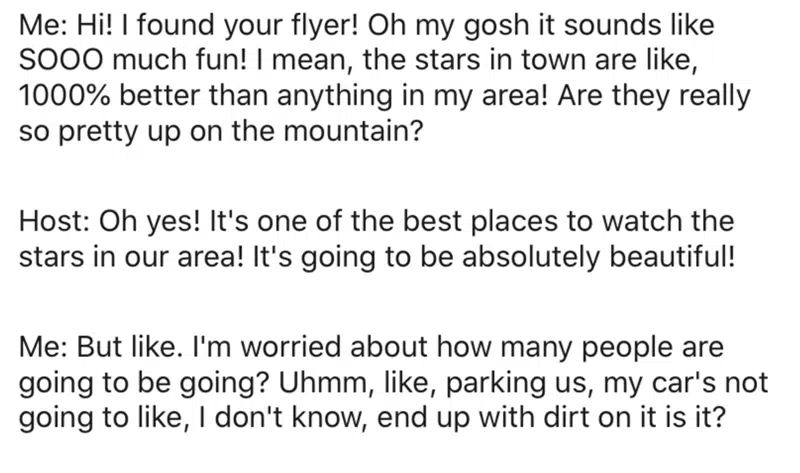 Me: Hi! I found your flyer! Oh my gosh it sounds like
SOOO much fun! I mean, the stars in town are like,
1000% better than anything in my area! Are they really
so pretty up on the mountain?
Host: Oh yes! It's one of the best places to watch the
stars in our area! It's going to be absolutely beautiful!
Me: But like. I'm worried about how many people are
going to be going? Uhmm, like, parking us, my car's not
going to like, I don't know, end up with dirt on it is it?